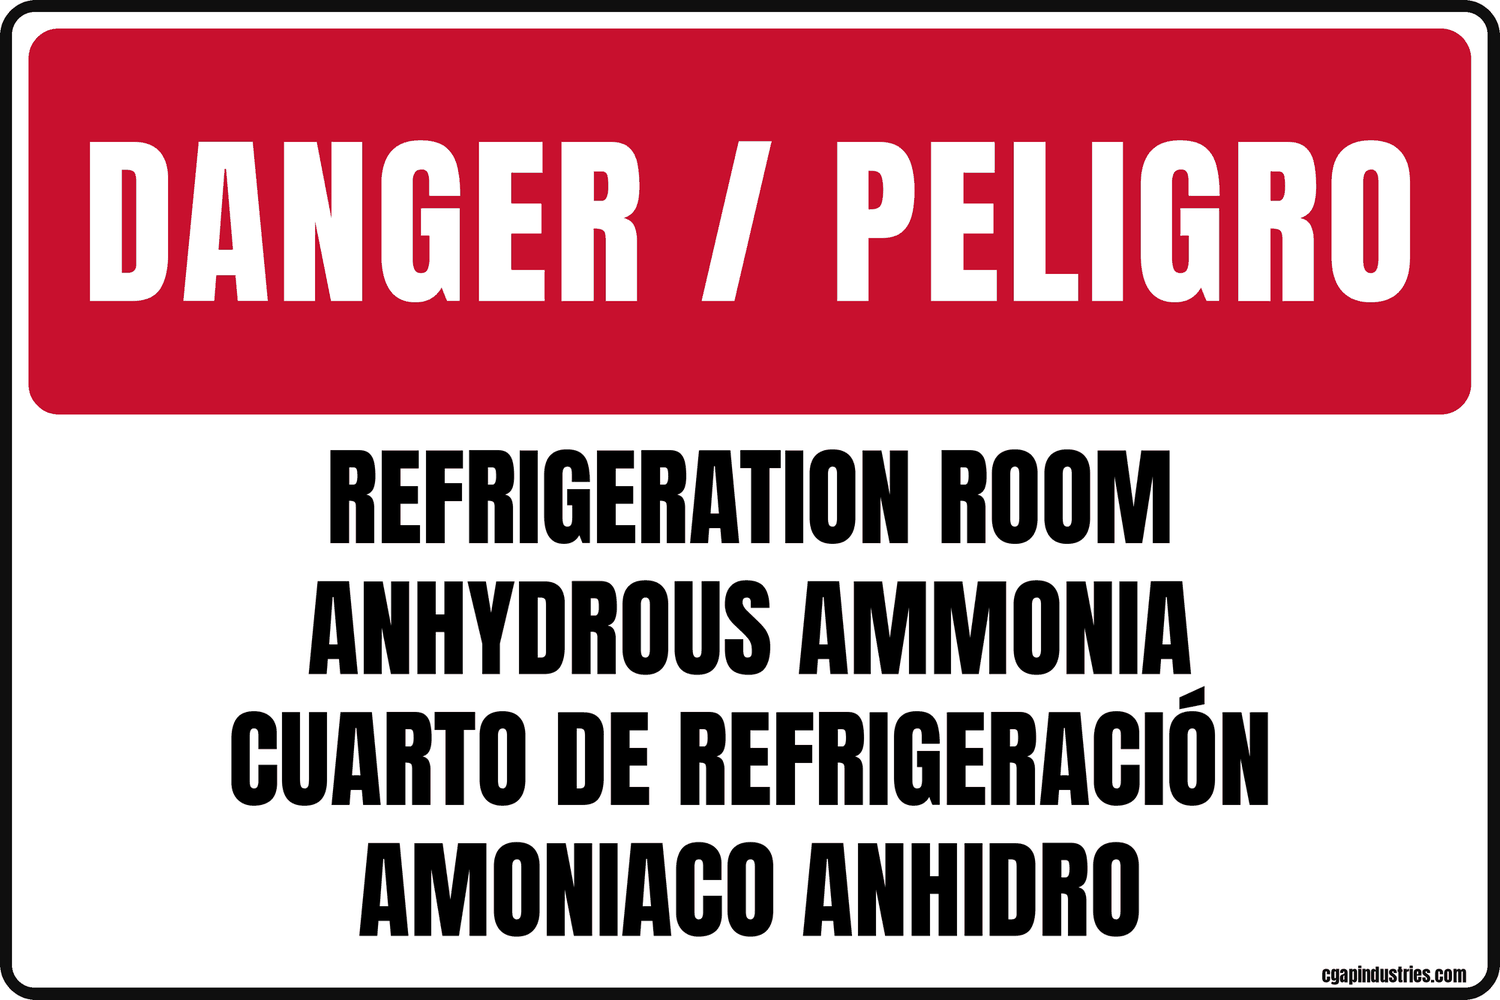 DANGER / PELIGRO
REFRIGERATION ROOM
ANHYDROUS AMMONIA
CUARTO DE REFRIGERACIÓN
AMONIACO ANHIDRO
cgapindustries.com